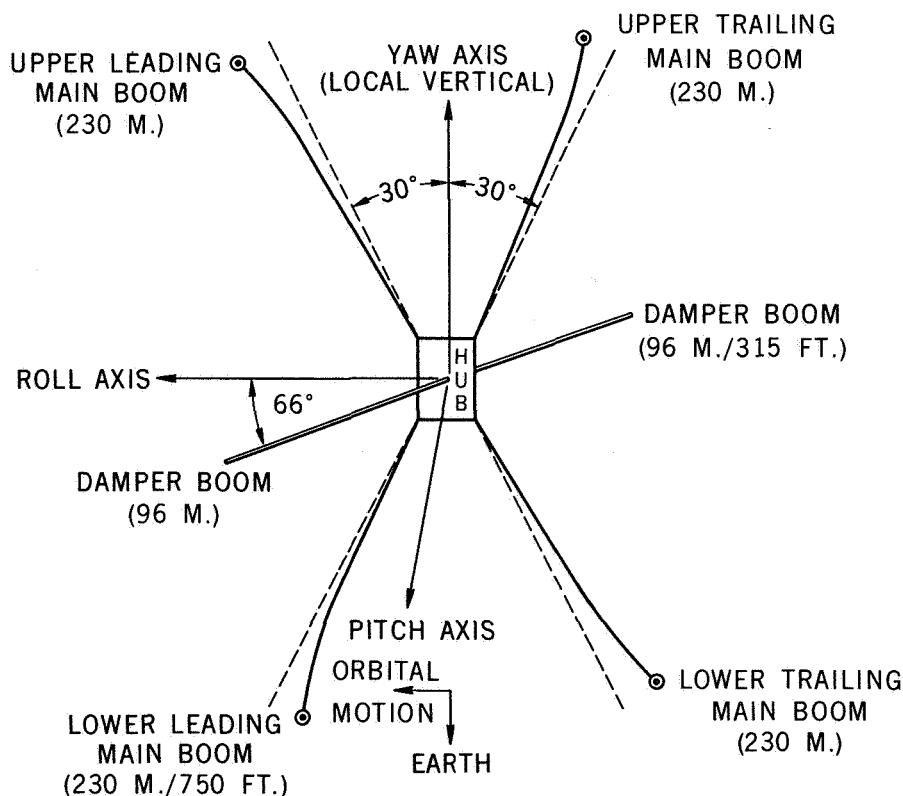 UPPER LEADING
MAIN BOOM
(230 M.)
YAW AXIS
(LOCAL VERTICAL)
UPPER TRAILING
MAIN BOOM
(230 M.)
30°
30°
DAMPER BOOM
(96 M./315 FT.)
H
U
B
ROLL AXIS
66°
DAMPER BOOM
(96 M.)
PITCH AXIS
ORBITAL
MOTION
EARTH
LOWER LEADING
MAIN BOOM
(230 M./750 FT.)
LOWER TRAILING
MAIN BOOM
(230 M.)